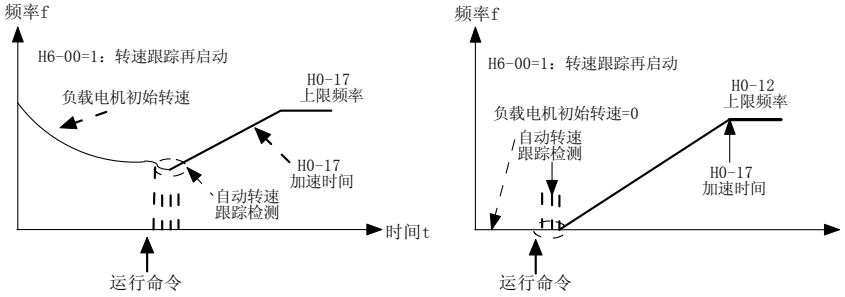 频率f
H6-00=1：转速跟踪再启动
负载电机初始转速
H0-17
上限频率
H0-17
加速时间
自动转速
跟踪检测
时间t
运行命令
频率f
H6-00=1：转速跟踪再启动
H0-12
上限频率
负载电机初始转速=0
自动转速
跟踪检测
H0-17
加速时间
运行命令